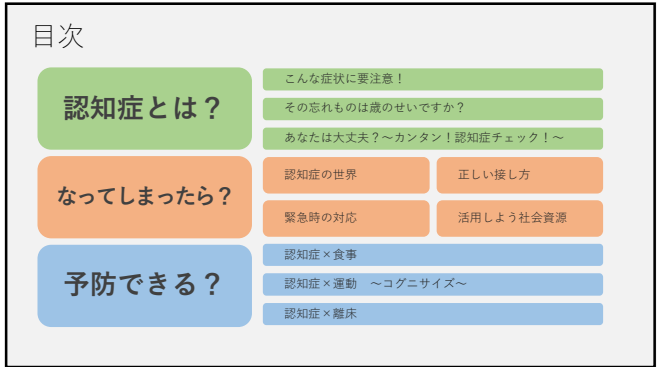 目次
認知症とは？
こんな症状に要注意！
その忘れものは歳のせいですか？
あなたは大丈夫？～カンタン！認知症チェック！～
なってしまったら？
認知症の世界
正しい接し方
緊急時の対応
活用しよう社会資源
予防できる？
認知症×食事
認知症×運動　～コグニサイズ～
認知症×離床